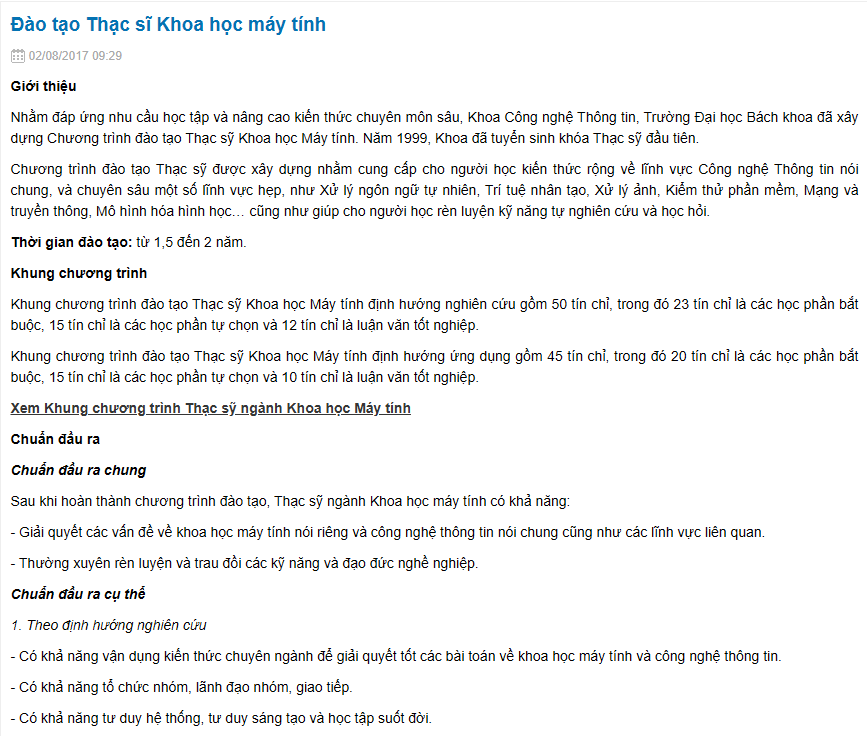 Đào tạo Thạc sĩ Khoa học máy tính
02/08/2017 09:29
Giới thiệu
Nhằm đáp ứng nhu cầu học tập và nâng cao kiến thức chuyên môn sâu, Khoa Công nghệ Thông tin, Trường Đại học Bách khoa đã xây
dựng Chương trình đào tạo Thạc sỹ Khoa học Máy tính. Năm 1999, Khoa đã tuyển sinh khóa Thạc sỹ đầu tiên.
Chương trình đào tạo Thạc sỹ được xây dựng nhằm cung cấp cho người học kiến thức rộng về lĩnh vực Công nghệ Thông tin nói
chung, và chuyên sâu một số lĩnh vực hẹp, như Xử lý ngôn ngữ tự nhiên, Trí tuệ nhân tạo, Xử lý ảnh, Kiểm thử phần mềm, Mạng và
truyền thông, Mô hình hóa hình học… cũng như giúp cho người học rèn luyện kỹ năng tự nghiên cứu và học hỏi.
Thời gian đào tạo: từ 1,5 đến 2 năm.
Khung chương trình
Khung chương trình đào tạo Thạc sỹ Khoa học Máy tính định hướng nghiên cứu gồm 50 tín chỉ, trong đó 23 tín chỉ là các học phần bắt
buộc, 15 tín chỉ là các học phần tự chọn và 12 tín chỉ là luận văn tốt nghiệp.
Khung chương trình đào tạo Thạc sỹ Khoa học Máy tính định hướng ứng dụng gồm 45 tín chỉ, trong đó 20 tín chỉ là các học phần bắt
buộc, 15 tín chỉ là các học phần tự chọn và 10 tín chỉ là luận văn tốt nghiệp.
Xem Khung chương trình Thạc sỹ ngành Khoa học Máy tính
Chuẩn đầu ra
Chuẩn đầu ra chung
Sau khi hoàn thành chương trình đào tạo, Thạc sỹ ngành Khoa học máy tính có khả năng:
- Giải quyết các vấn đề về khoa học máy tính nói riêng và công nghệ thông tin nói chung cũng như các lĩnh vực liên quan.
- Thường xuyên rèn luyện và trau dồi các kỹ năng và đạo đức nghề nghiệp.
Chuẩn đầu ra cụ thể
1. Theo định hướng nghiên cứu
- Có khả năng vận dụng kiến thức chuyên ngành để giải quyết tốt các bài toán về khoa học máy tính và công nghệ thông tin.
- Có khả năng tổ chức nhóm, lãnh đạo nhóm, giao tiếp.
- Có khả năng tư duy hệ thống, tư duy sáng tạo và học tập suốt đời.